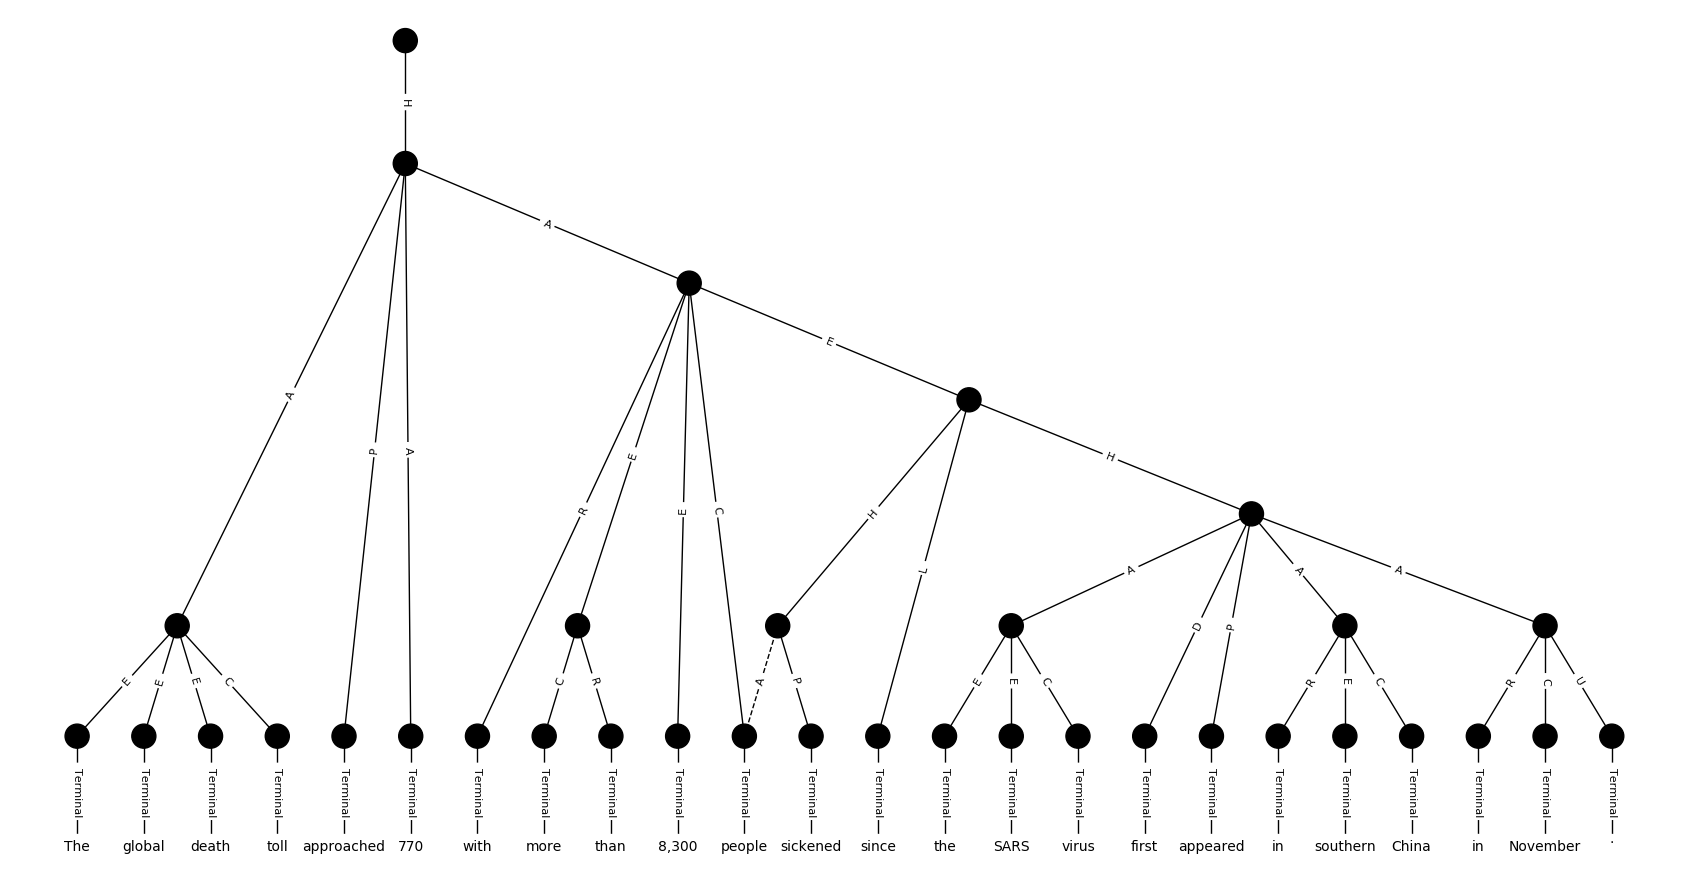 H
A
E
A
H
P A
E
R E C H
L
A D P A A
E E E C C R A P E E C R E C R C U
Terminal Terminal Terminal Terminal Terminal Terminal Terminal Terminal Terminal Terminal Terminal Terminal Terminal Terminal Terminal Terminal Terminal Terminal Terminal Terminal Terminal Terminal Terminal Terminal
The global death toll approached 770 with more than 8,300 people sickened since the SARS virus first appeared in southern China in November .